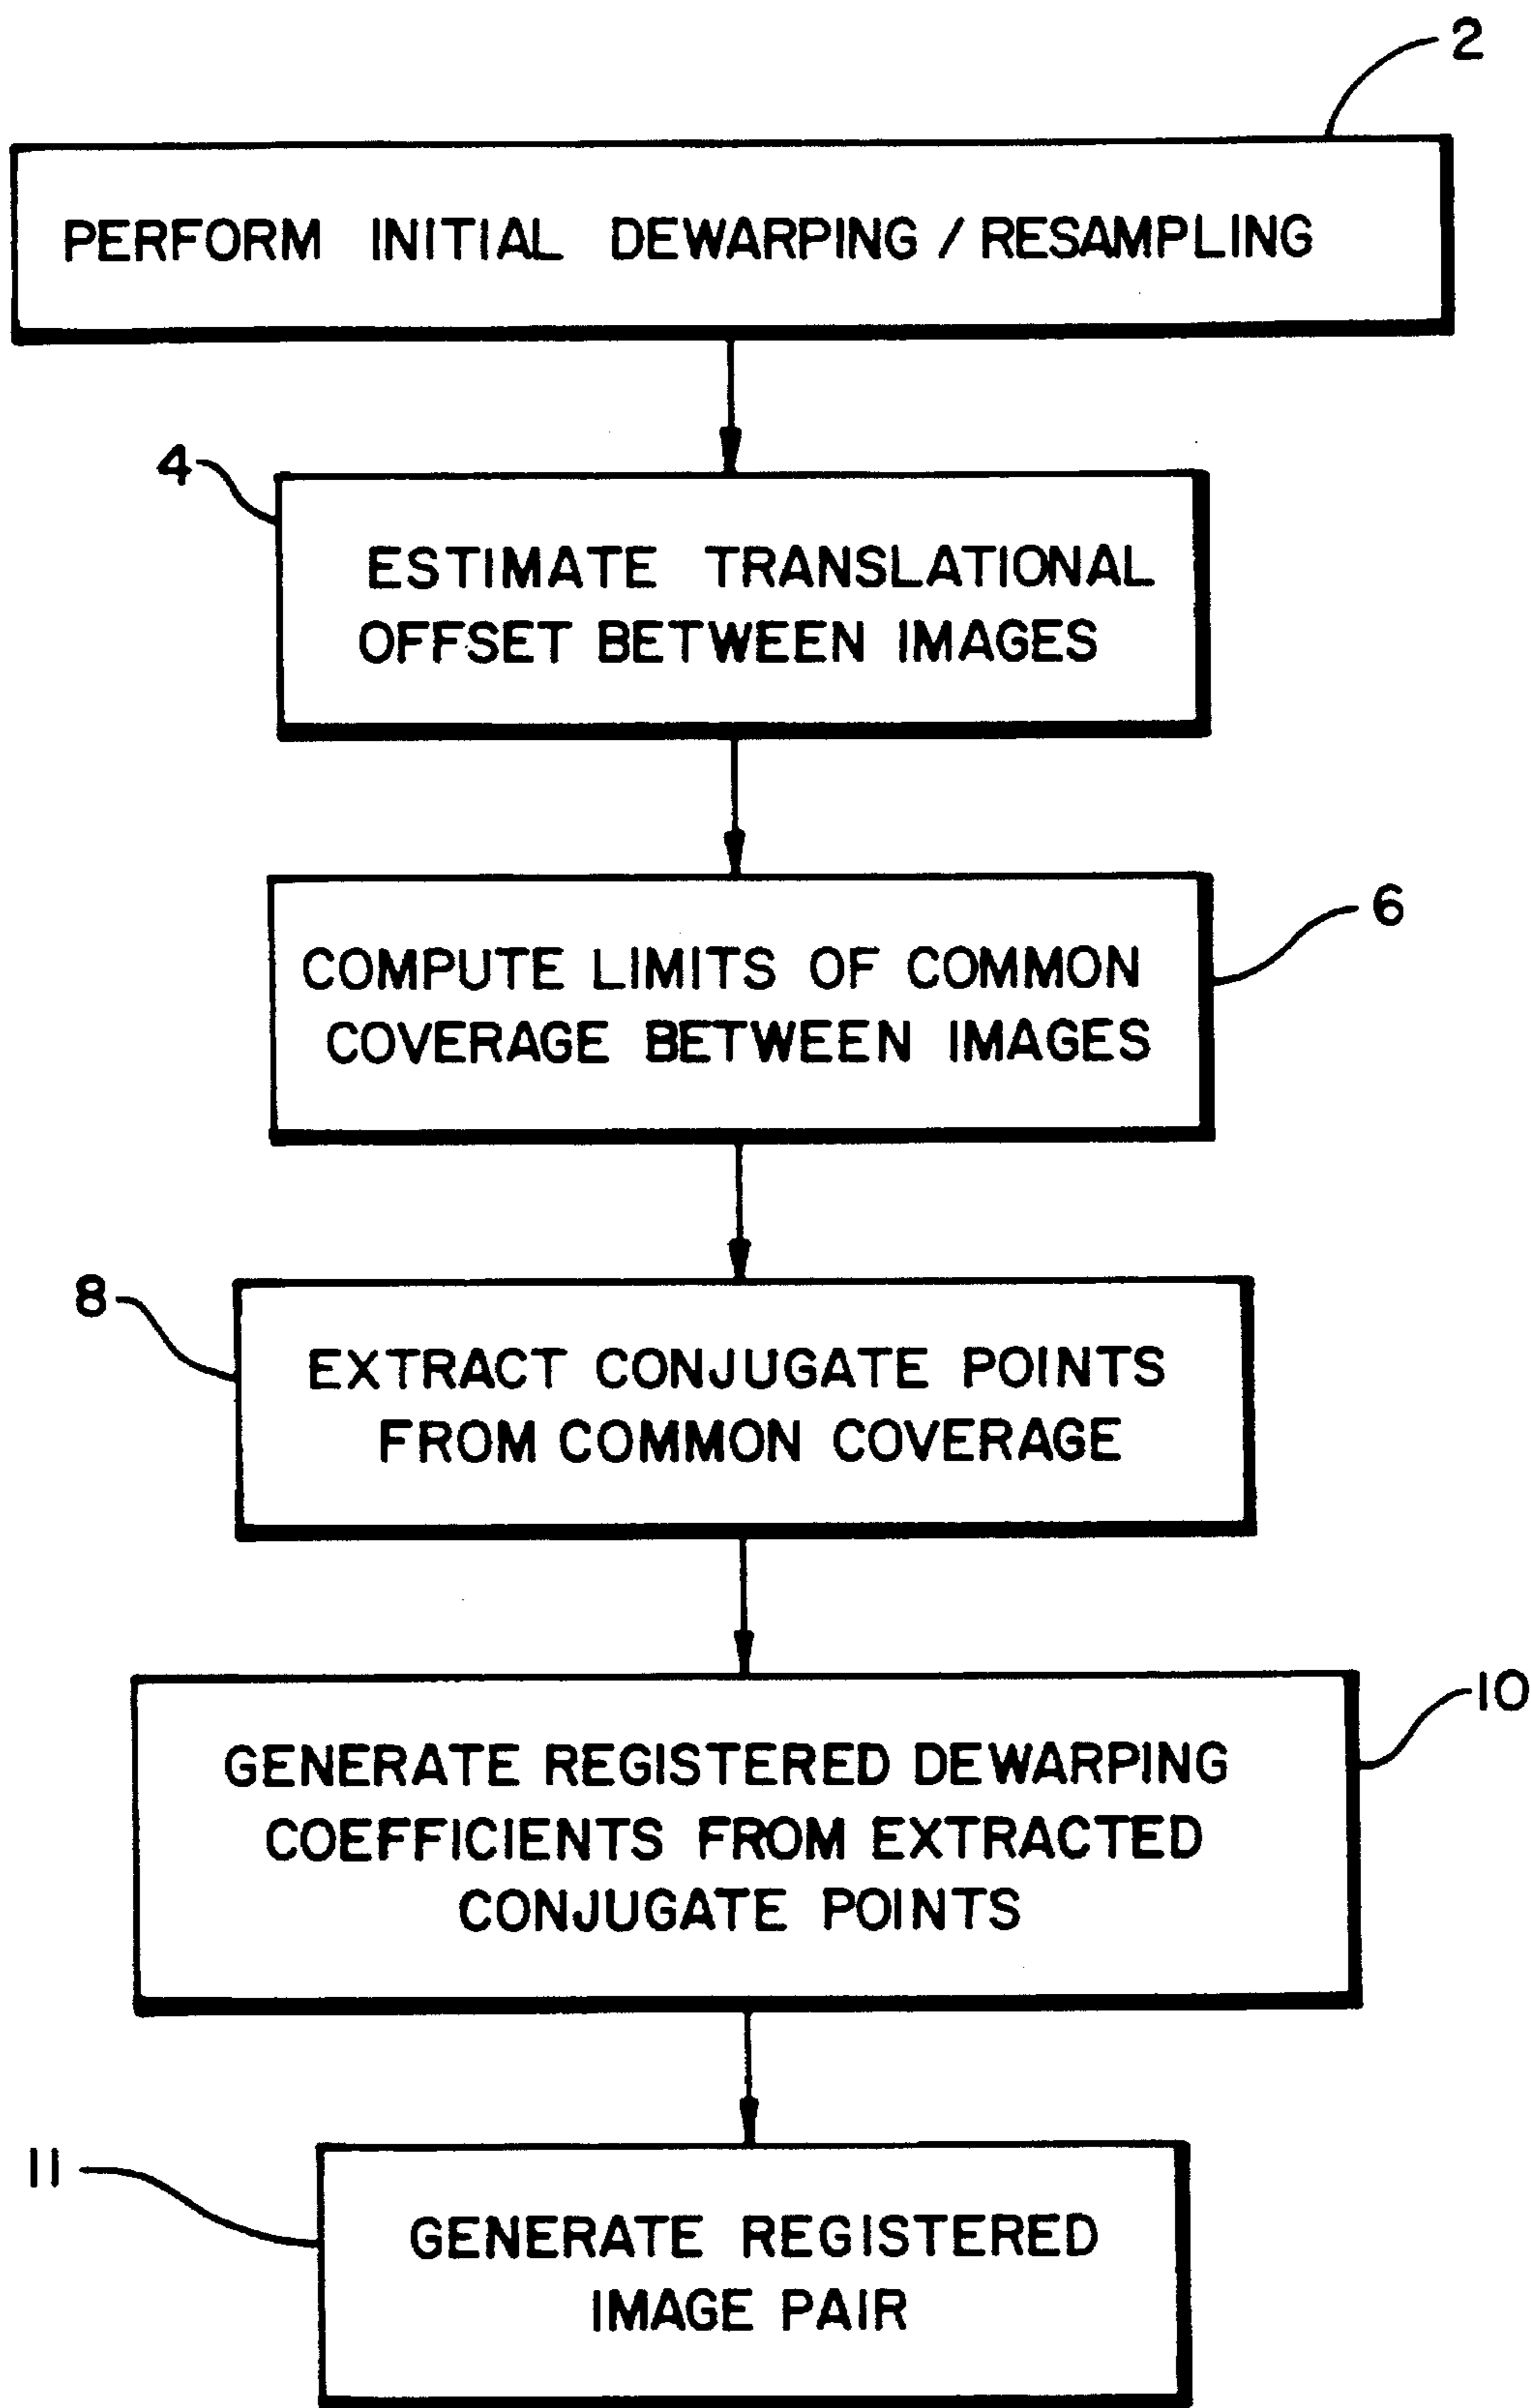 2
PERFORM INITIAL DEWARPING / RESAMPLING
4
ESTIMATE TRANSLATIONAL
OFFSET BETWEEN IMAGES
6
COMPUTE LIMITS OF COMMON
COVERAGE BETWEEN IMAGES
8
EXTRACT CONJUGATE POINTS
FROM COMMON COVERAGE
10
GENERATE REGISTERED DEWARPING
COEFFICIENTS FROM EXTRACTED
CONJUGATE POINTS
11
GENERATE REGISTERED
IMAGE PAIR